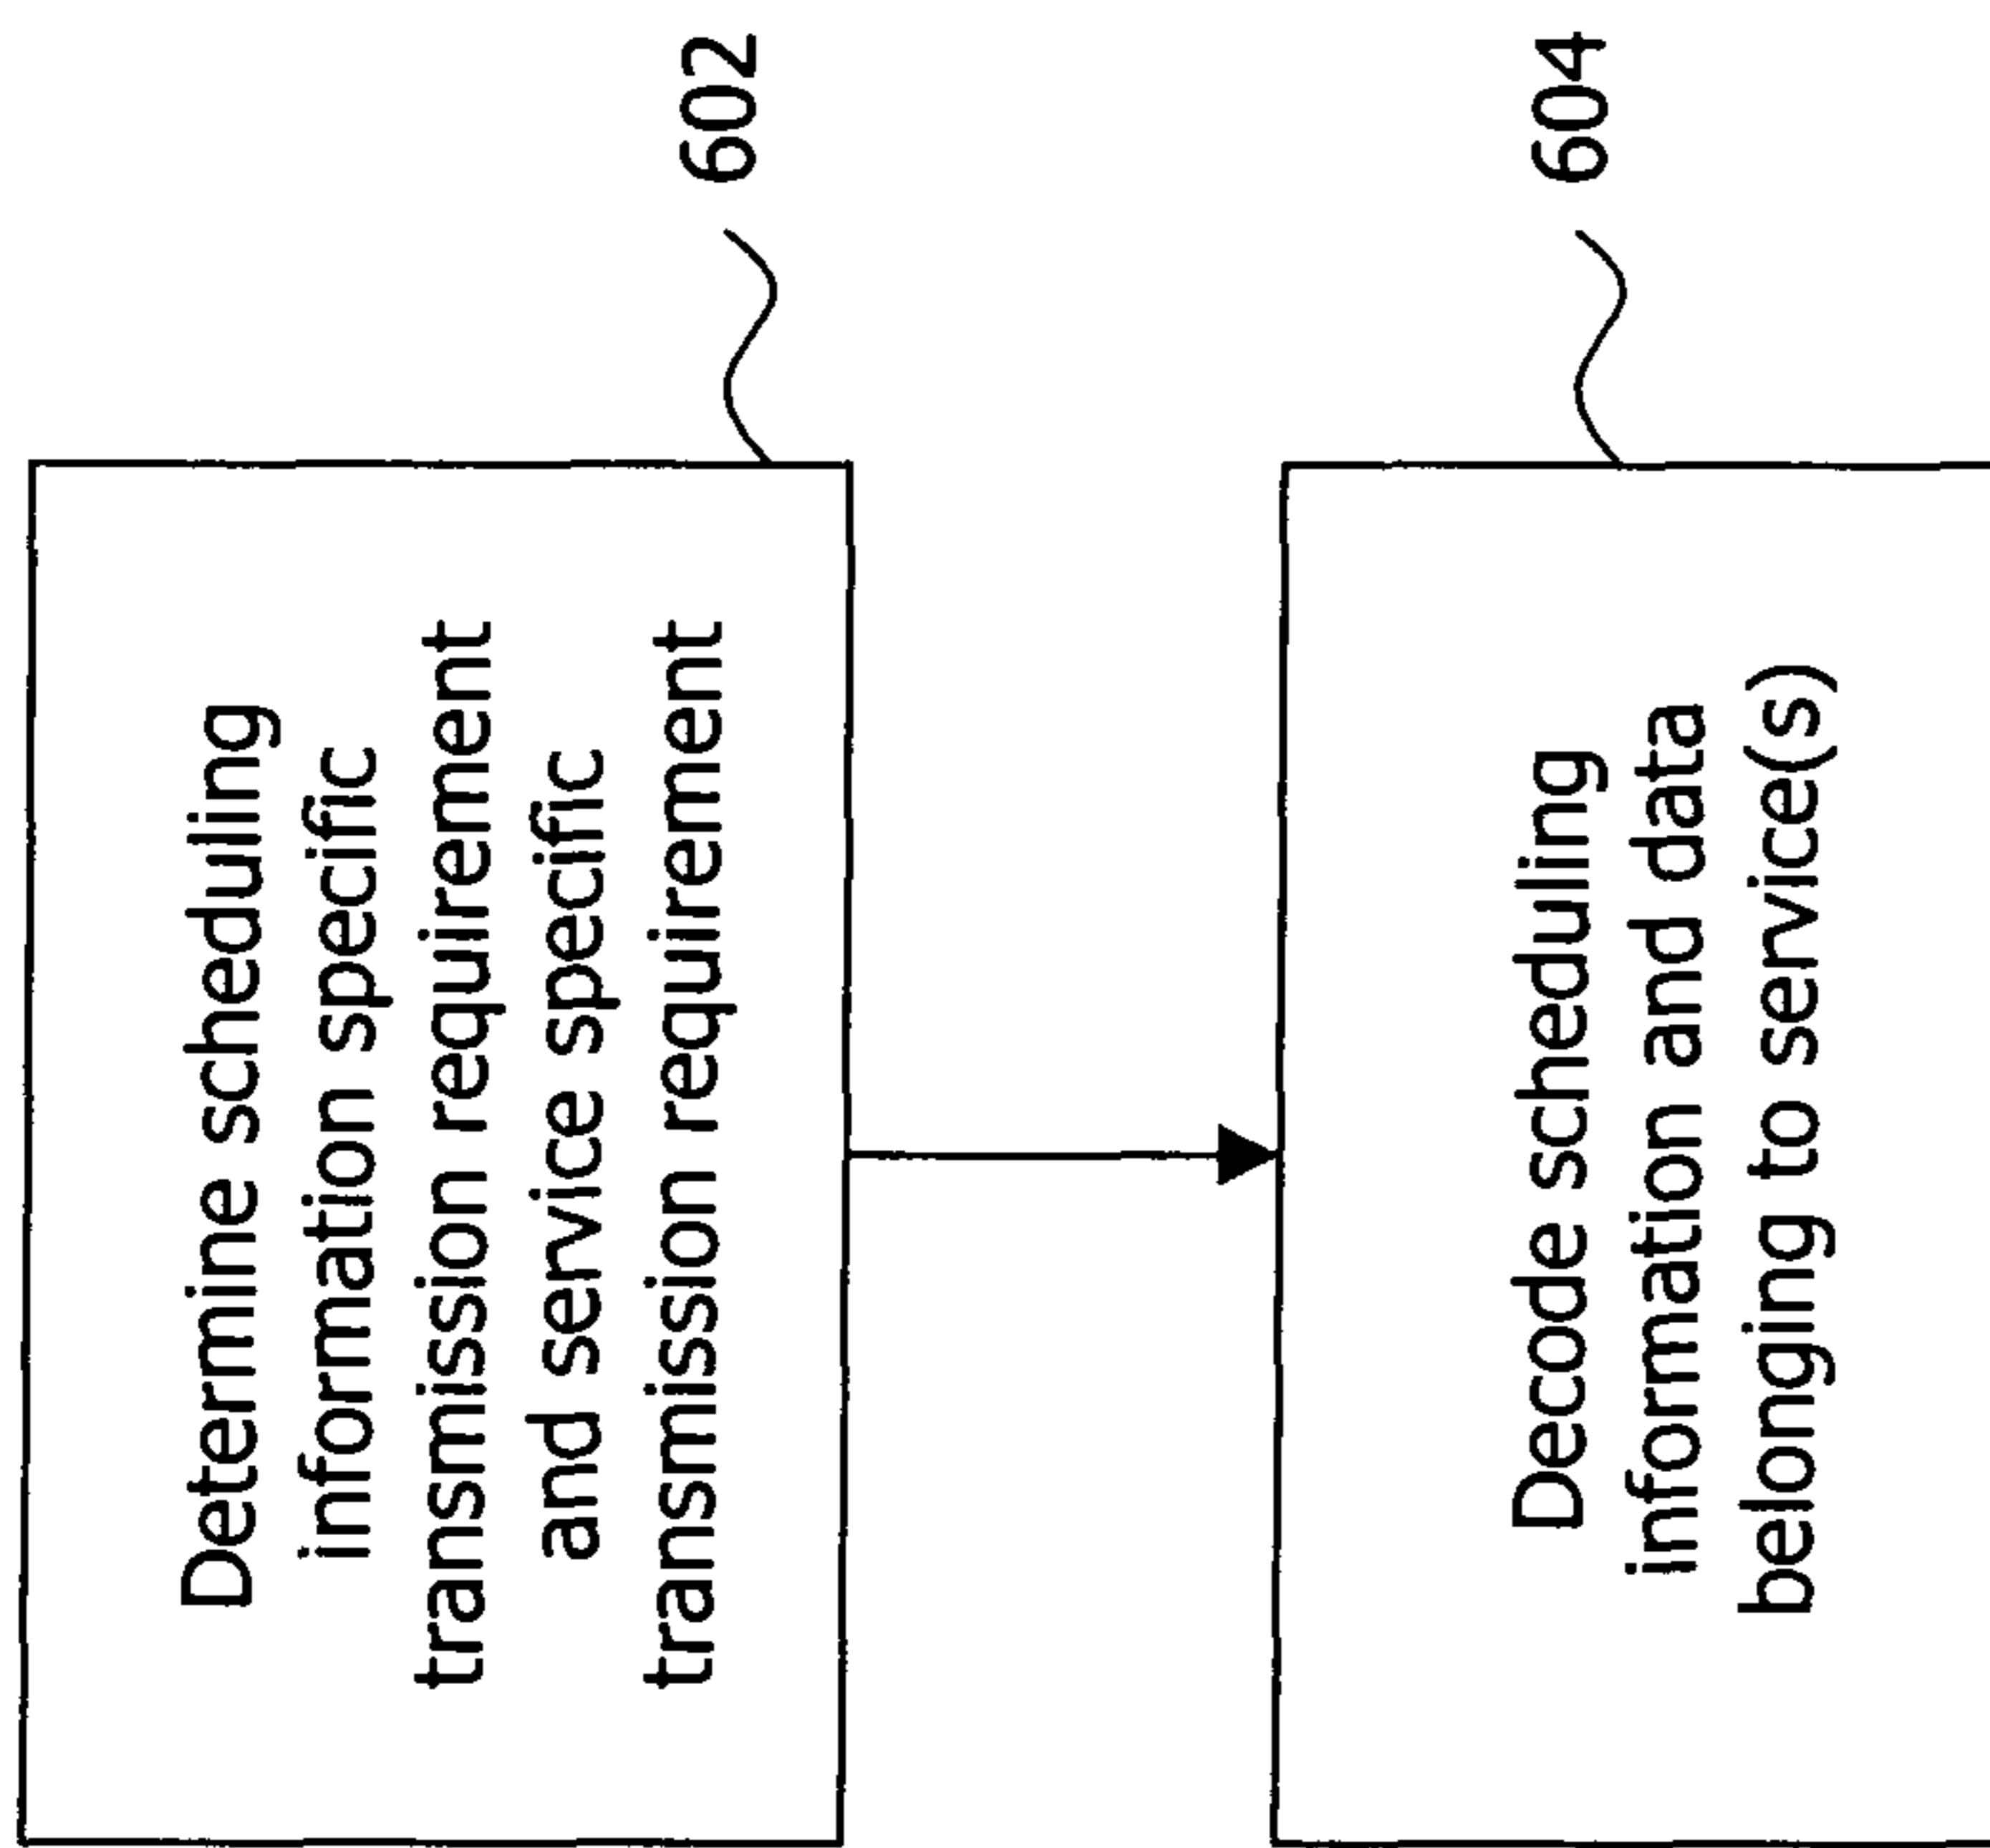 Determine scheduling
information specific
transmission requirement
and service specific
transmission requirement
602
Decode scheduling
information and data
belonging to service(s)
604